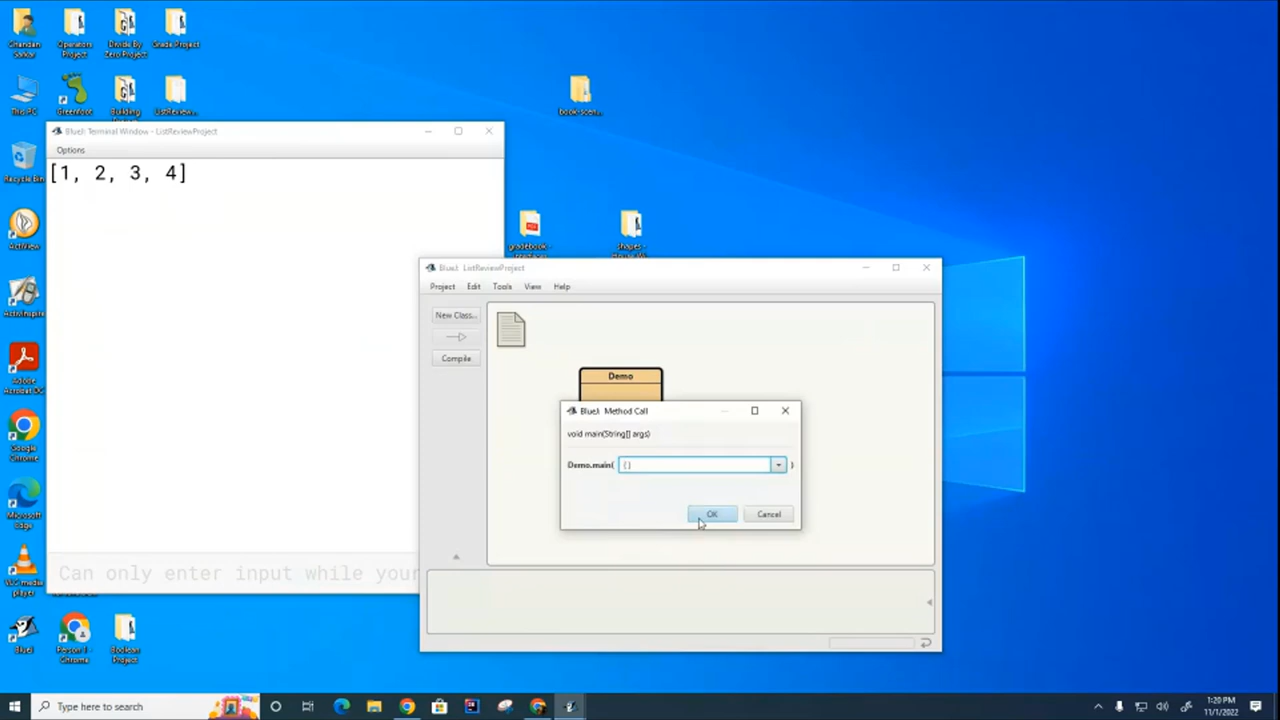 Chandan
Sarkar
Operators
Project
Divide by
Zero Project
Grade Project
This PC
Greenfoot
Building
ListReview...
book-scen...
Recycle Bin
BlueJ: Terminal Window - ListReviewProject
Options
[1, 2, 3, 4]
Can only enter input while your
ActiView
ActivInspire
Adobe
Acrobat DC
Google
Chrome
Microsoft
Edge
VLC media
player
BlueJ
Person 1 -
Chrome
Boolean
Project
gradebook -
interfaces
shapes -
BlueJ: ListReviewProject
Project Edit Tools View Help
New Class...
Compile
Demo
BlueJ: Method Call
void main(String[] args)
Demo.main( { } )
OK Cancel
Type here to search
1:20 PM
11/1/2022